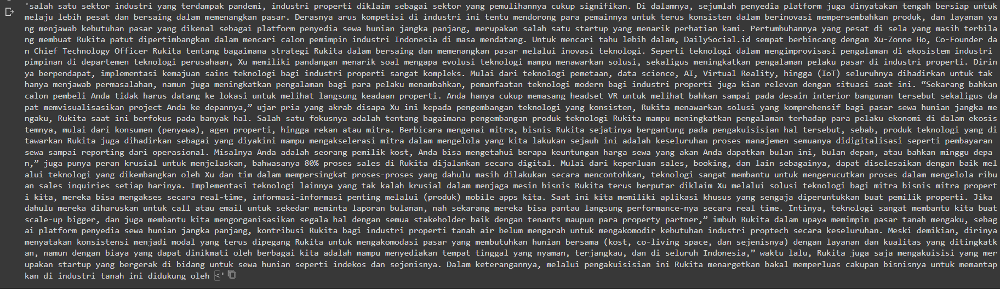 'salah satu sektor industri yang terdampak pandemi, industri properti diklaim sebagai sektor yang pemulihannya cukup signifikan. Di dalamnya, sejumlah penyedia platform juga dinyatakan tengah bersiap untuk
melaju lebih pesat dan bersaing dalam memenangkan pasar. Derasnya arus kompetisi di industri ini tentu mendorong para pemainnya untuk terus konsisten dalam berinovasi mempersembahkan produk, dan layanan ya
ng menjawab kebutuhan pasar yang dikenal sebagai platform penyedia sewa hunian jangka panjang, merupakan salah satu startup yang menarik perhatian kami. Pertumbuhannya yang pesat di sela yang masih terbila
ng membuat Rukita patut dipertimbangkan dalam mencari calon pemimpin industri Indonesia di masa mendatang. Untuk mencari tahu lebih dalam, DailySocial.id sempat berbincang dengan Xu-Zonne Ho, Co-Founder da
n Chief Technology Officer Rukita tentang bagaimana strategi Rukita dalam bersaing dan memenangkan pasar melalui inovasi teknologi. Seperti teknologi dalam mengimprovisasi pengalaman di ekosistem industri
pimpinan di departemen teknologi perusahaan, Xu memiliki pandangan menarik soal mengapa evolusi teknologi mampu menawarkan solusi, sekaligus meningkatkan pengalaman pelaku pasar di industri properti. Dirin
ya berpendapat, implementasi kemajuan sains teknologi bagi industri properti sangat kompleks. Mulai dari teknologi pemetaan, data science, AI, Virtual Reality, hingga (IoT) seluruhnya dihadirkan untuk tak
hanya menjawab permasalahan, namun juga meningkatkan pengalaman bagi para pelaku menambahkan, pemanfaatan teknologi modern bagi industri properti juga kian relevan dengan situasi saat ini. “Sekarang bahkan
calon pembeli Anda tidak harus datang ke lokasi untuk melihat langsung keadaan properti. Anda hanya cukup memasang headset VR untuk melihat bahkan sampai pada desain interior bangunan tersebut sekaligus da
pat memvisualisasikan project Anda ke depannya,” ujar pria yang akrab disapa Xu ini kepada pengembangan teknologi yang konsisten, Rukita menawarkan solusi yang komprehensif bagi pasar sewa hunian jangka me
ngaku, Rukita saat ini berfokus pada banyak hal. Salah satu fokusnya adalah tentang bagaimana pengembangan produk teknologi Rukita mampu meningkatkan pengalaman terhadap para pelaku ekonomi di dalam ekosis
temnya, mulai dari konsumen (penyewa), agen properti, hingga rekan atau mitra. Berbicara mengenai mitra, bisnis Rukita sejatinya bergantung pada pengakuisisian hal tersebut, sebab, produk teknologi yang di
tawarkan Rukita juga dihadirkan sebagai yang diyakini mampu mengakselerasi mitra dalam mengelola yang kita lakukan sejauh ini adalah keseluruhan proses manajemen semuanya didigitalisasi seperti pembayaran
sewa sampai reporting dari operasional. Misalnya Anda adalah seorang pemilik kost, Anda bisa mengetahui berapa keuntungan harga sewa yang akan Anda dapatkan bulan ini, bulan depan, atau bahkan minggu depa
n,” juga punya peran krusial untuk menjelaskan, bahwasanya 80% proses sales di Rukita dijalankan secara digital. Mulai dari keperluan sales, booking, dan lain sebagainya, dapat diselesaikan dengan baik mel
alui teknologi yang dikembangkan oleh Xu dan tim dalam mempersingkat proses-proses yang dahulu masih dilakukan secara mencontohkan, teknologi sangat membantu untuk mengerucutkan proses dalam mengelola ribu
an sales inquiries setiap harinya. Implementasi teknologi lainnya yang tak kalah krusial dalam menjaga mesin bisnis Rukita terus berputar diklaim Xu melalui solusi teknologi bagi mitra bisnis mitra propert
i kita, mereka bisa mengakses secara real-time, informasi-informasi penting melalui (produk) mobile apps kita. Saat ini kita memiliki aplikasi khusus yang sengaja diperuntukkan buat pemilik properti. Jika
dahulu mereka diharuskan untuk call atau email untuk sekedar meminta laporan bulanan, nah sekarang mereka bisa pantau langsung performance-nya secara real time. Intinya, teknologi sangat membantu kita buat
scale-up bigger, dan juga membantu kita mengorganisasikan segala hal dengan semua stakeholder baik dengan tenants maupun para property partner,” imbuh Rukita dalam upaya memimpin pasar tanah mengaku, sebag
ai platform penyedia sewa hunian jangka panjang, kontribusi Rukita bagi industri properti tanah air belum mengarah untuk mengakomodir kebutuhan industri proptech secara keseluruhan. Meski demikian, dirinya
menyatakan konsistensi menjadi modal yang terus dipegang Rukita untuk mengakomodasi pasar yang membutuhkan hunian bersama (kost, co-living space, dan sejenisnya) dengan layanan dan kualitas yang ditingkatk
an, namun dengan biaya yang dapat dinikmati oleh berbagai kita adalah mampu menyediakan tempat tinggal yang nyaman, terjangkau, dan di seluruh Indonesia,” waktu lalu, Rukita juga saja mengakuisisi yang mer
upakan startup yang bergerak di bidang untuk sewa hunian seperti indekos dan sejenisnya. Dalam keterangannya, melalui pengakuisisian ini Rukita menargetkan bakal memperluas cakupan bisnisnya untuk memantap
kan di industri tanah ini didukung oleh <'